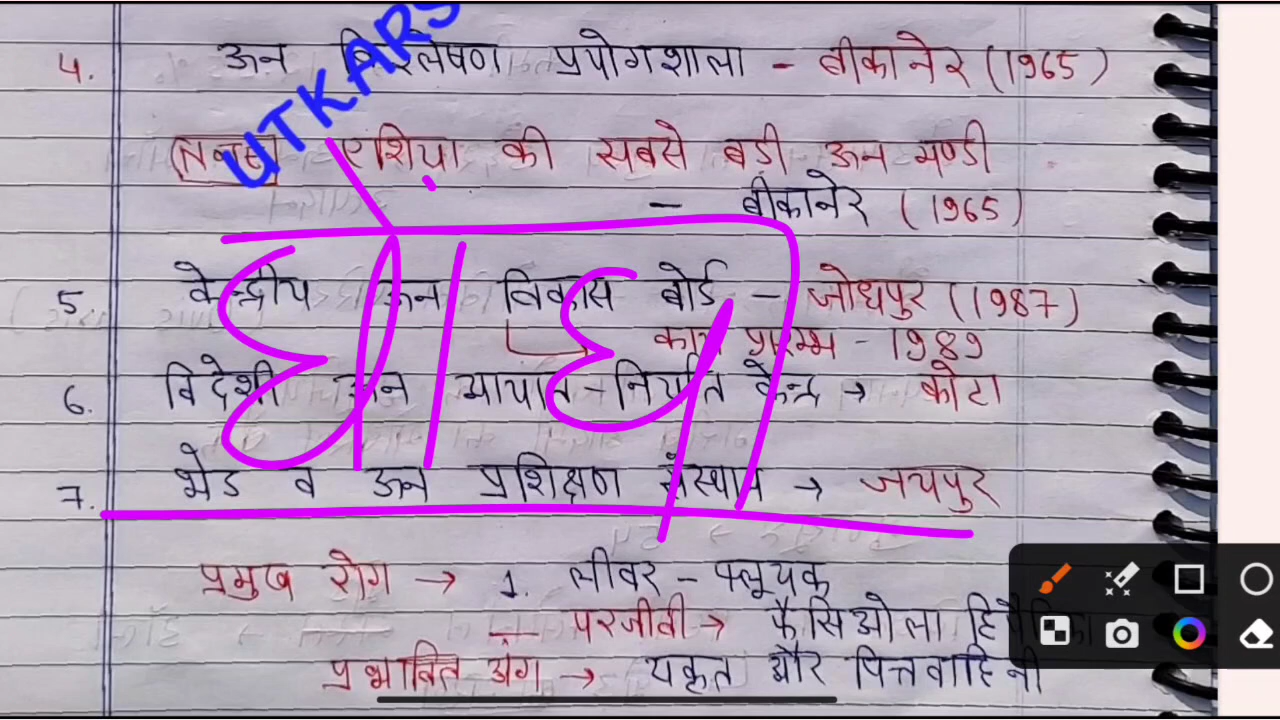 4. ऊन विश्लेषण प्रयोगशाला - बीकानेर (1965)
UTKARS
एशिया की सबसे बड़ी ऊन मण्डी
- बीकानेर (1965)
5. केन्द्रीय ऊन विकास बोर्ड - जोधपुर (1987)
कार्य प्रारम्भ - 1989
6. विदेशी ऊन आयात-निर्यात केन्द्र → कोटा
7. भेड व ऊन प्रशिक्षण संस्थान → जयपुर
प्रमुख रोग → 1. लीवर - फ्लूयक
परजीवी → फैसिओला
प्रभावित अंग → यकृत और पित्तवाहिनी